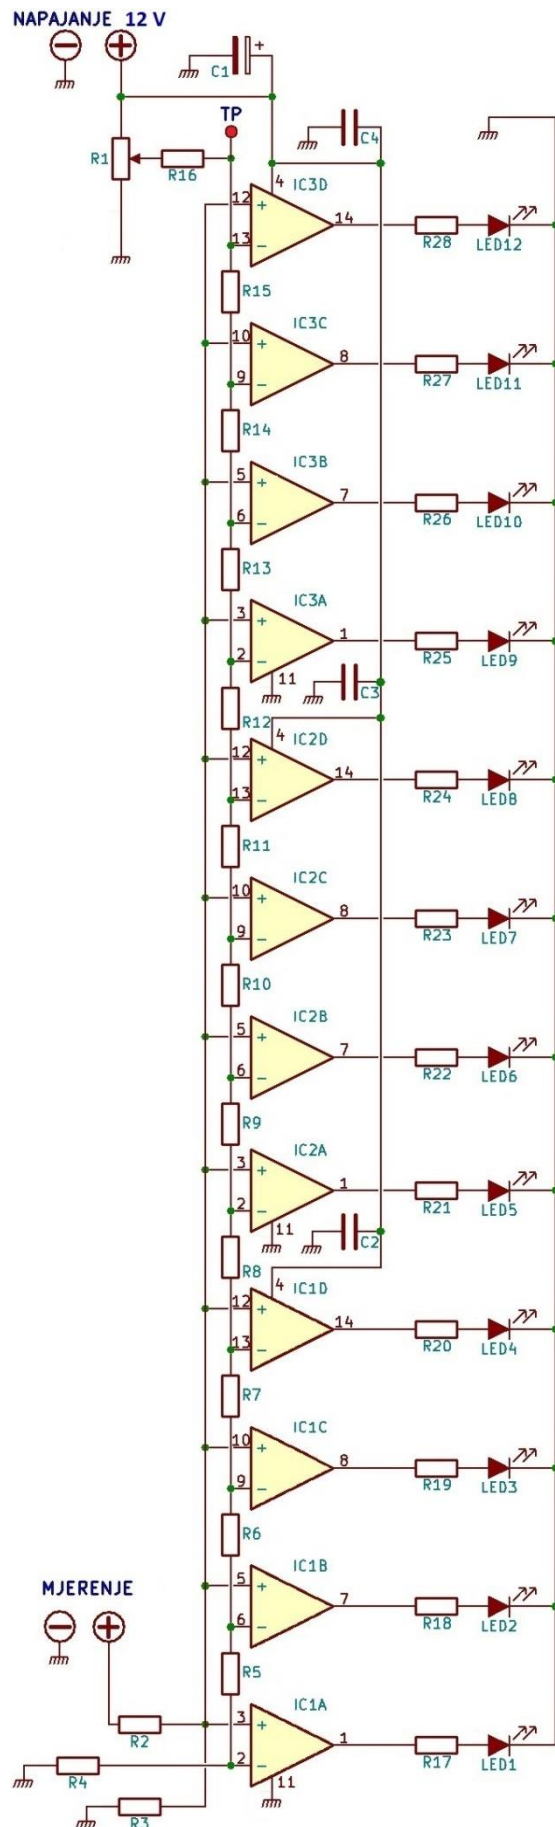 NAPAJANJE 12 V
C1 +
TP
C4
R1
R16
4
IC3D
12
+
14
13
−
R28
LED12
R15
IC3C
10
+
8
9
−
R27
LED11
R14
IC3B
5
+
7
6
−
R26
LED10
R13
IC3A
3
+
1
2
−
R25
LED9
11
C3
R12
4
IC2D
12
+
14
13
−
R24
LED8
R11
IC2C
10
+
8
9
−
R23
LED7
R10
IC2B
5
+
7
6
−
R22
LED6
R9
IC2A
3
+
1
2
−
R21
LED5
11
C2
R8
4
IC1D
12
+
14
13
−
R20
LED4
R7
IC1C
10
+
8
9
−
R19
LED3
R6
IC1B
5
+
7
6
−
R18
LED2
MJERENJE
R5
IC1A
3
+
1
2
−
R17
LED1
R2
R4
11
R3